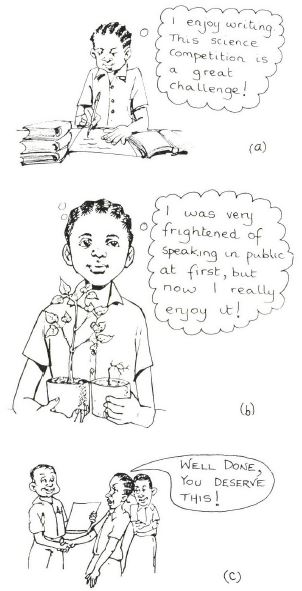 I enjoy writing.
This science
competition is
a great
challenge!
(a)
I was very
frightened of
speaking in public
at first, but
now I really
enjoy it!
(b)
WELL DONE,
YOU DESERVE
THIS!
(c)